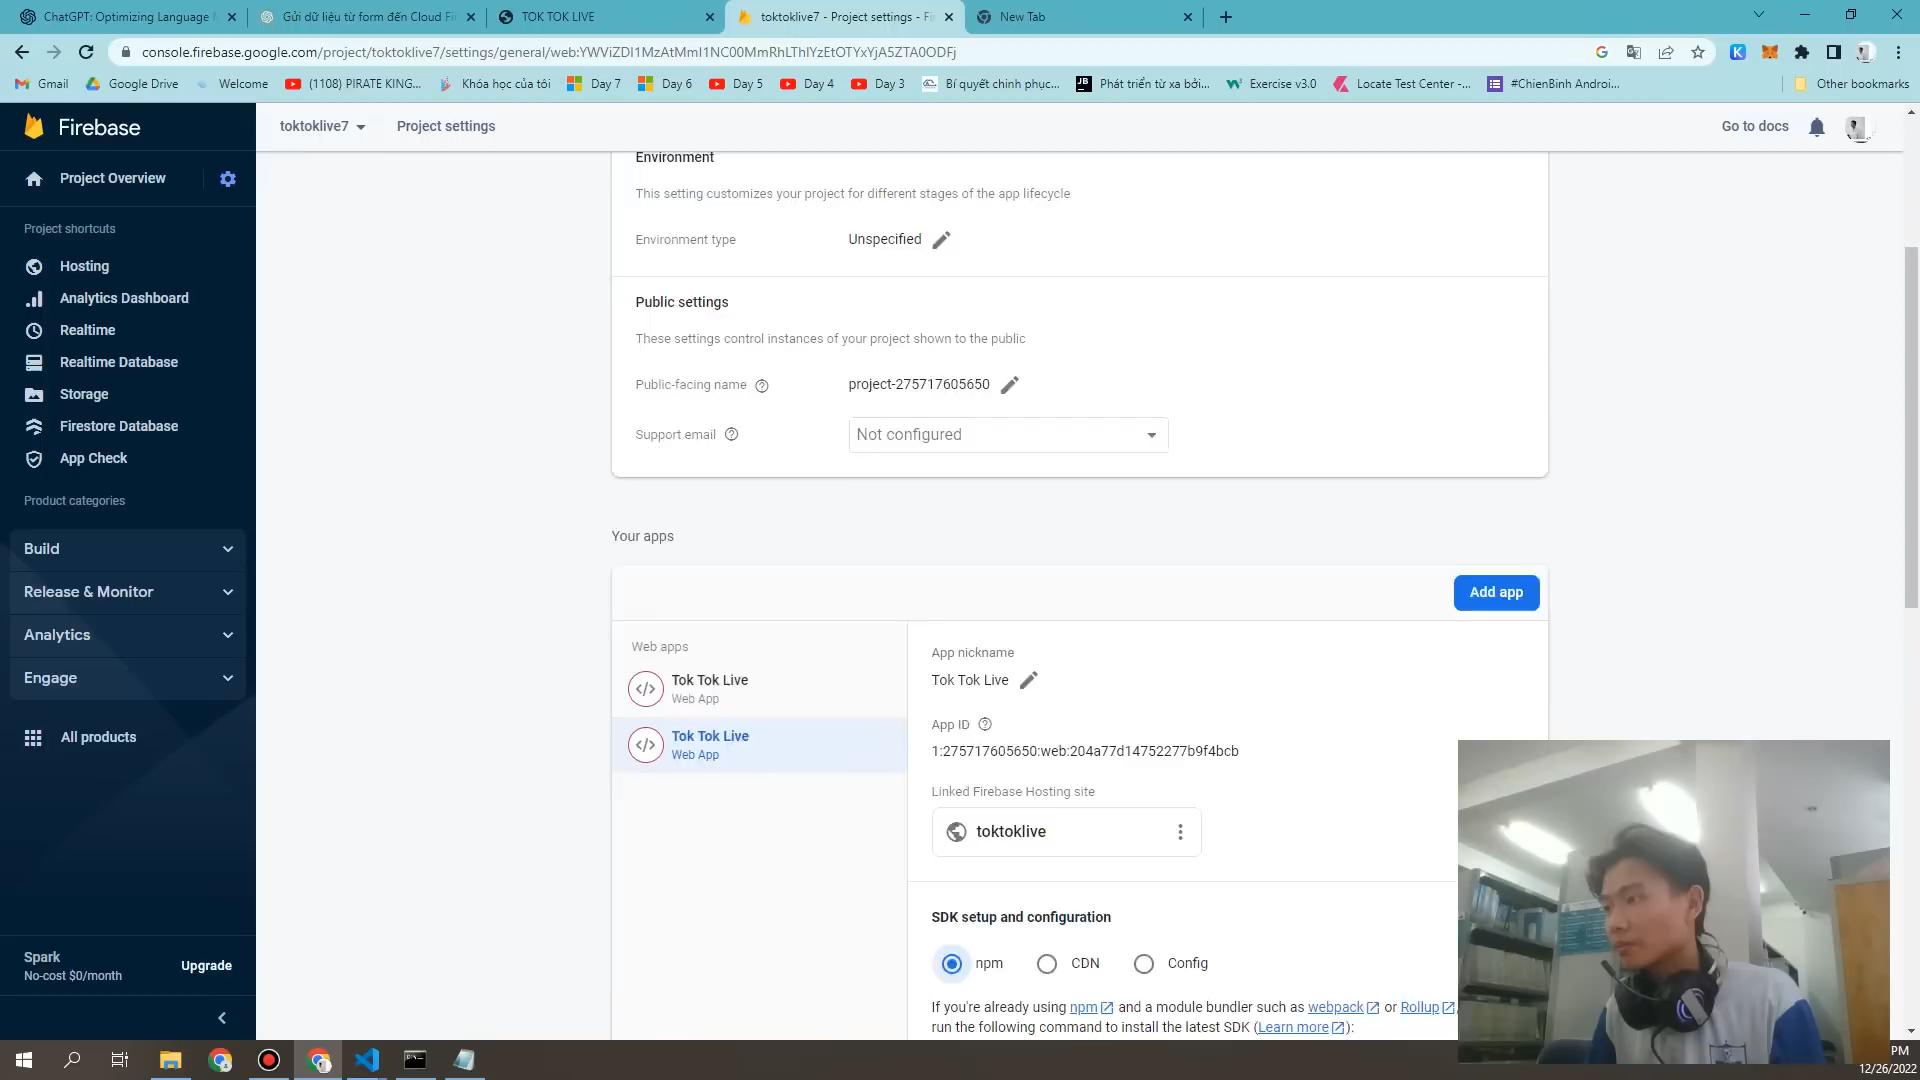 ChatGPT: Optimizing Language
Gửi dữ liệu từ form đến Cloud Fi
TOK TOK LIVE
toktoklive7 - Project settings - Fi
New Tab
console.firebase.google.com/project/toktoklive7/settings/general/web:YWViZDI1MzAtMmI1NC00MmRhLThlYzEtOTYxYjA5ZTA0ODFj
Gmail
Google Drive
Welcome
(1108) PIRATE KING...
Khóa học của tôi
Day 7
Day 6
Day 5
Day 4
Day 3
Bí quyết chinh phục...
Phát triển từ xa bởi...
Exercise v3.0
Locate Test Center -...
#ChienBinh Androi...
Other bookmarks
Firebase
toktoklive7
Project settings
Go to docs
Project Overview
Project shortcuts
Hosting
Analytics Dashboard
Realtime
Realtime Database
Storage
Firestore Database
App Check
Product categories
Build
Release & Monitor
Analytics
Engage
All products
Spark
No-cost $0/month
Upgrade
Environment
This setting customizes your project for different stages of the app lifecycle
Environment type
Unspecified
Public settings
These settings control instances of your project shown to the public
Public-facing name
project-275717605650
Support email
Not configured
Your apps
Add app
Web apps
Tok Tok Live
Web App
Tok Tok Live
Web App
App nickname
Tok Tok Live
App ID
1:275717605650:web:204a77d14752277b9f4bcb
Linked Firebase Hosting site
toktoklive
SDK setup and configuration
npm
CDN
Config
If you're already using npm and a module bundler such as webpack or Rollup,
run the following command to install the latest SDK (Learn more):
PM
12/26/2022